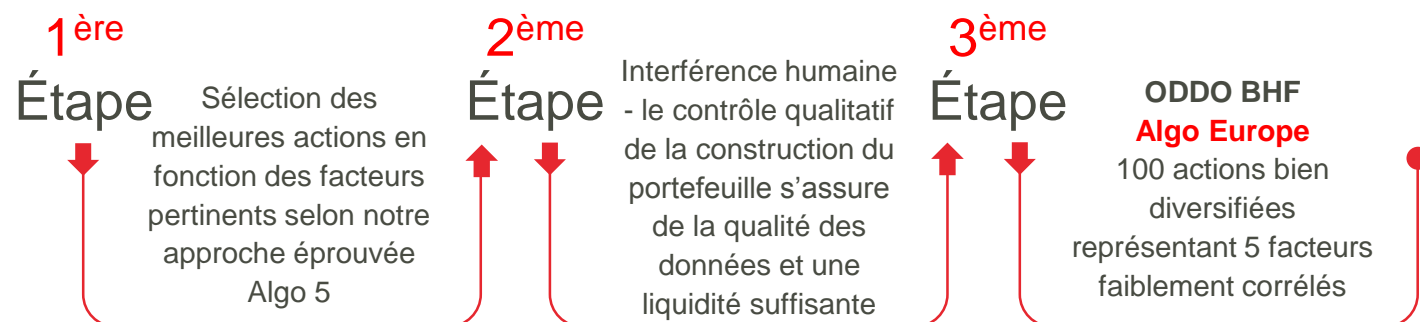 1ère
Étape
Sélection des
meilleures actions en
fonction des facteurs
pertinents selon notre
approche éprouvée
Algo 5
2ème
Étape
Interférence humaine
- le contrôle qualitatif
de la construction du
portefeuille s’assure
de la qualité des
données et une
liquidité suffisante
3ème
Étape
ODDO BHF
Algo Europe
100 actions bien
diversifiées
représentant 5 facteurs
faiblement corrélés